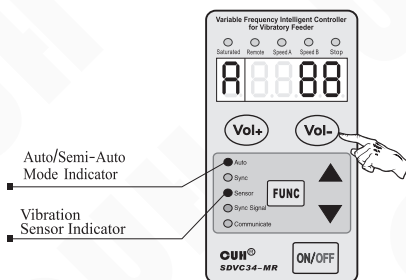 Variable Frequency Intelligent Controller
for Vibratory Feeder
Saturated Remote Speed A Speed B Stop
A 88
Vol+ Vol-
Auto/Semi-Auto
Mode Indicator
Vibration
Sensor Indicator
Auto
Sync
Sensor
Sync Signal
Communicate
FUNC
CUH®
SDVC34-MR
ON/OFF